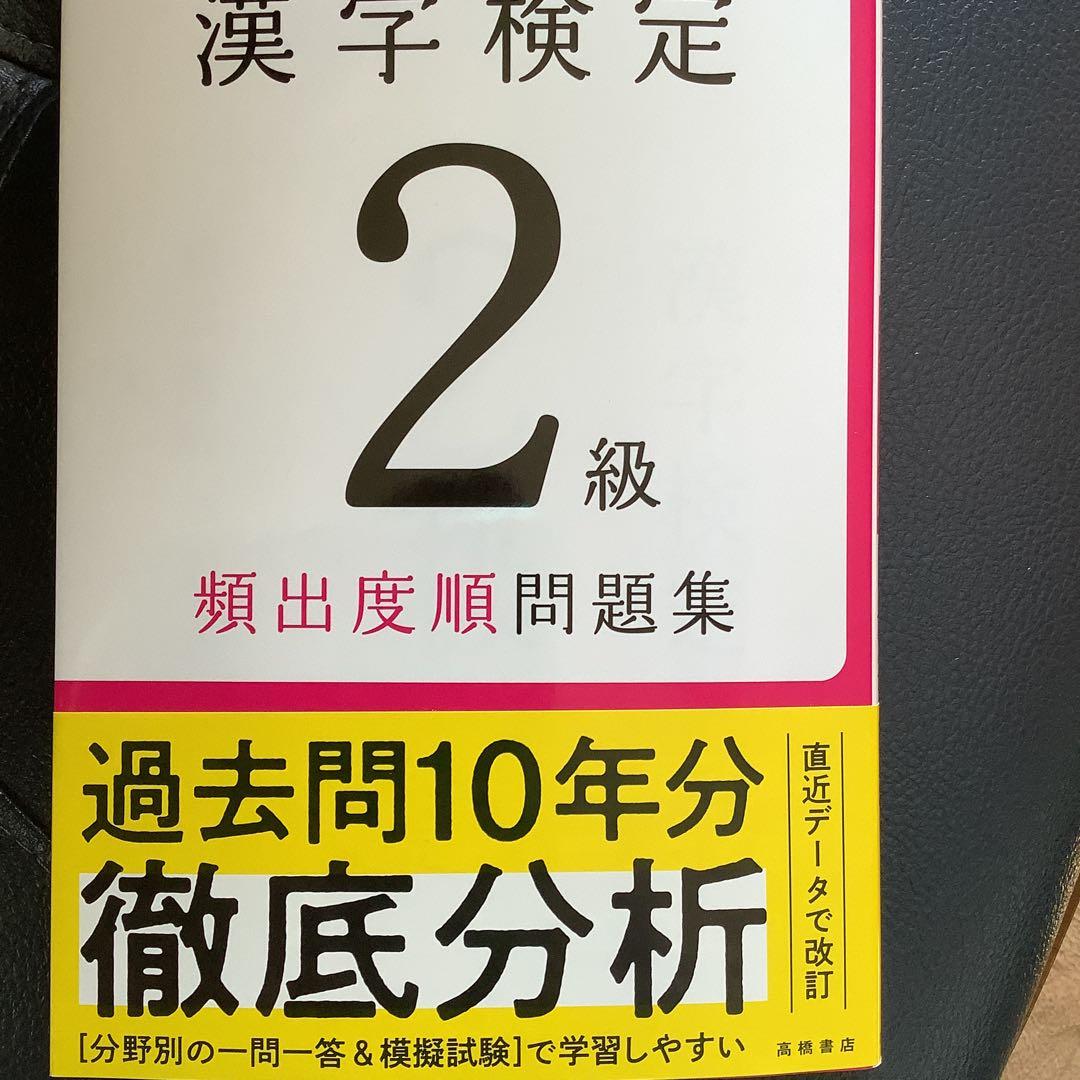 漢字検定
2級
頻出度順問題集
過去問10年分
徹底分析
直近データで改訂
[分野別の一問一答&模擬試験]で学習しやすい
高橋書店